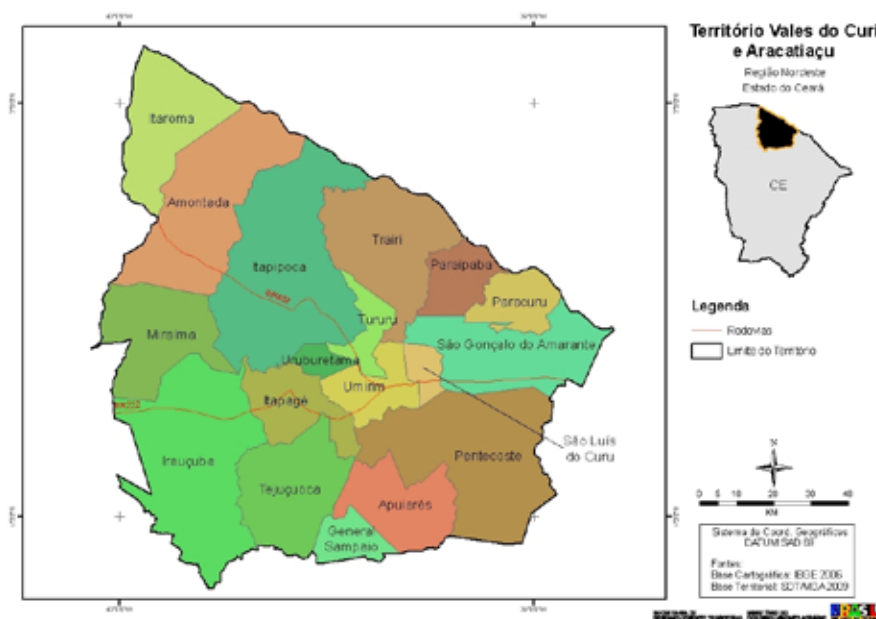 Território Vales do Curu
e Aracatiaçu
Região Nordeste
Estado do Ceará
CE
Itarema
Amontada
Itapipoca
Trairi
Paraipaba
Paracuru
Tururu
Miraíma
São Gonçalo do Amarante
Uruburetama
Umirim
Itapagé
São Luís
do Curu
Irauçuba
Pentecoste
Tejuçuoca
Apuiarés
General
Sampaio
Legenda
Rodovias
Limite do Território
N
0 5 10 20 30 40
KM
Sistema de Coord. Geográficas
DATUM SAD 69
Fontes:
Base Cartográfica: IBGE 2006
Base Territorial: SDT/MDA 2009
BRASIL